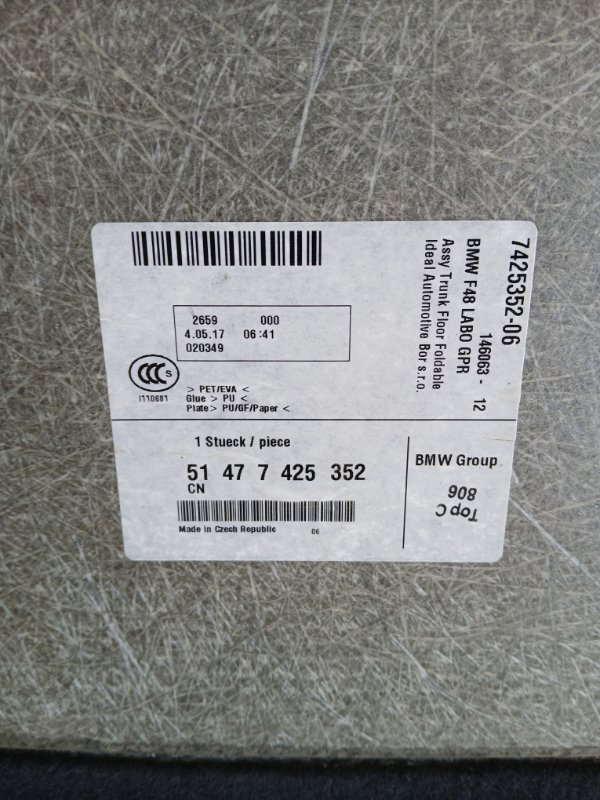 2659 000
4.05.17 06:41
020349
CCC S
I110681
> PET/EVA <
Glue > PU <
Plate > PU/GF/Paper <
7425352-06
146063 - 12
BMW F48 LABO GPR
Assy Trunk Floor Foldable
Ideal Automotive Bor s.r.o.
1 Stueck / piece
51 47 7 425 352
CN
Made in Czech Republic 06
BMW Group
Top C
806